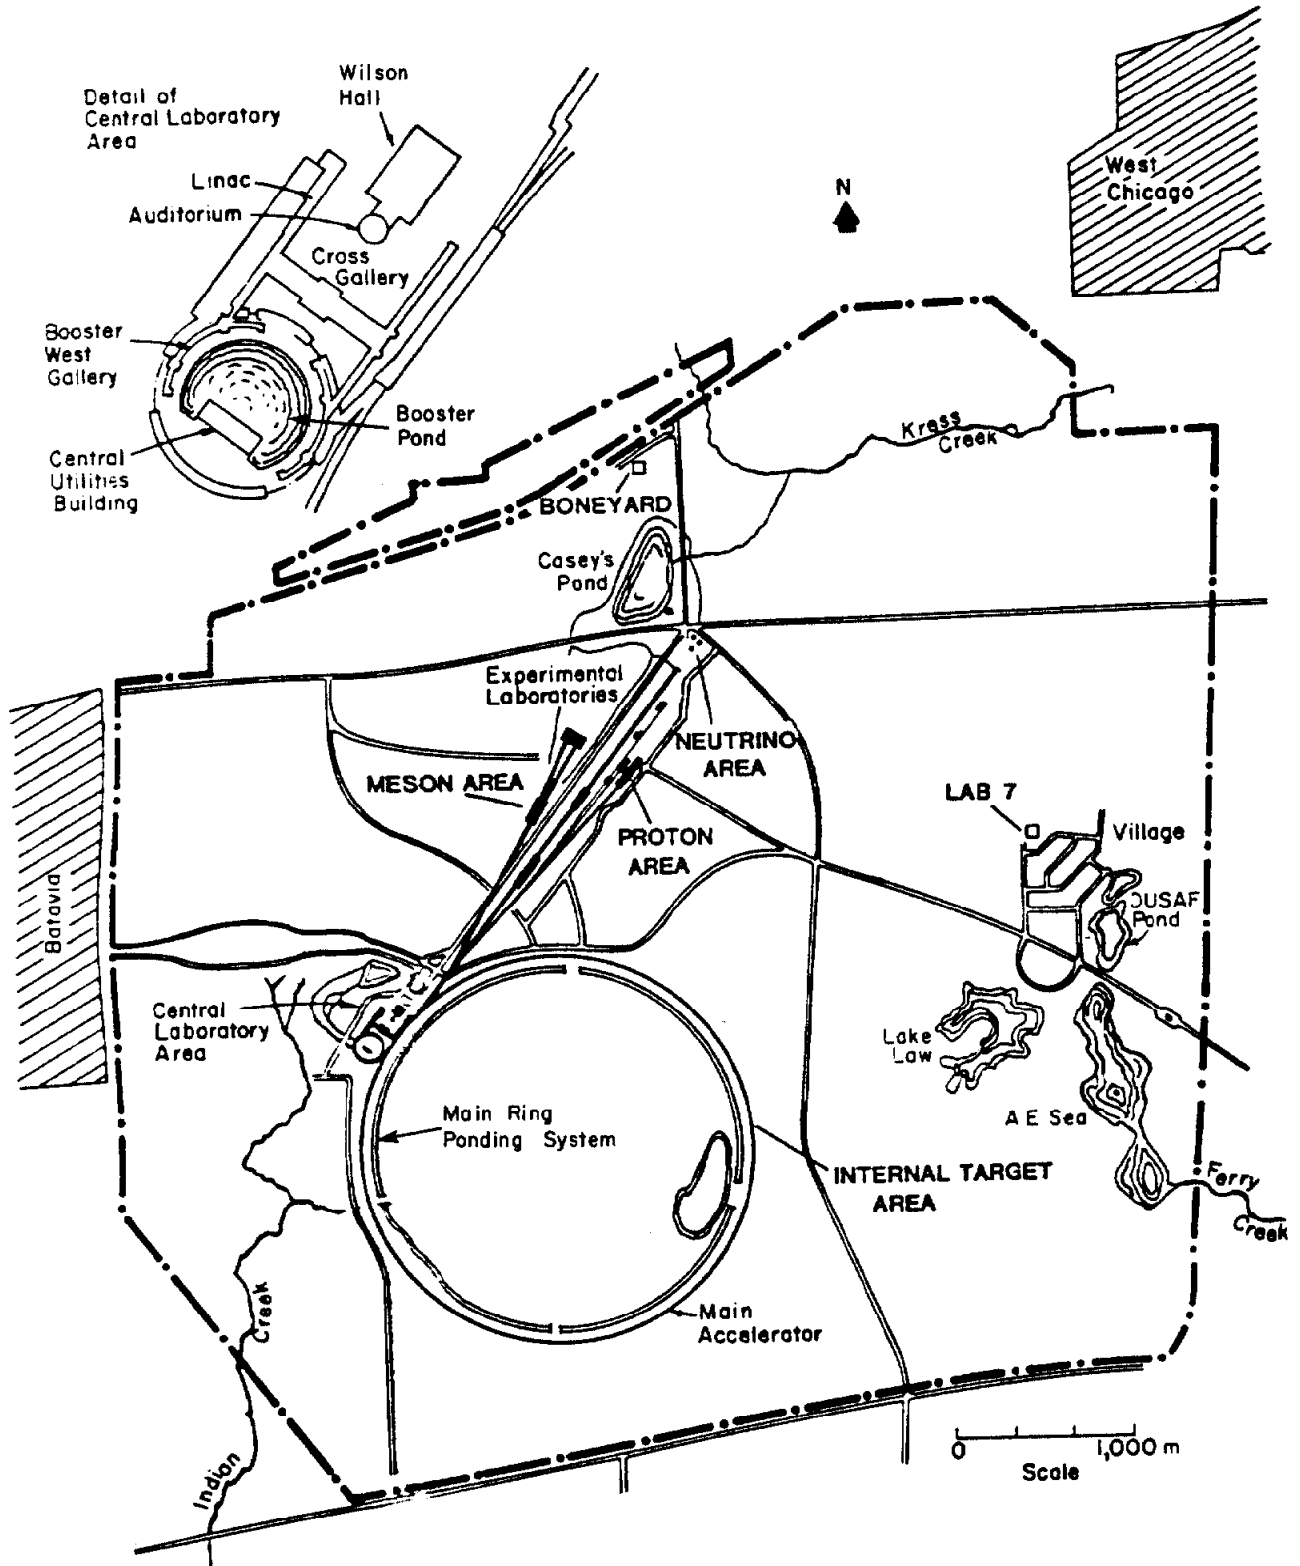 Detail of
Central Laboratory
Area
Wilson
Hall
Linac
Auditorium
Cross
Gallery
Booster
West
Gallery
Booster
Pond
Central
Utilities
Building
N
West
Chicago
Kress
Creek
BONEYARD
Casey's
Pond
Experimental
Laboratories
NEUTRINO
AREA
MESON AREA
PROTON
AREA
LAB 7
Village
DUSAF
Pond
Batavia
Central
Laboratory
Area
Lake
Law
A E Sea
Main Ring
Ponding System
INTERNAL TARGET
AREA
Ferry
Creek
Main
Accelerator
Indian
Creek
0 1,000 m
Scale